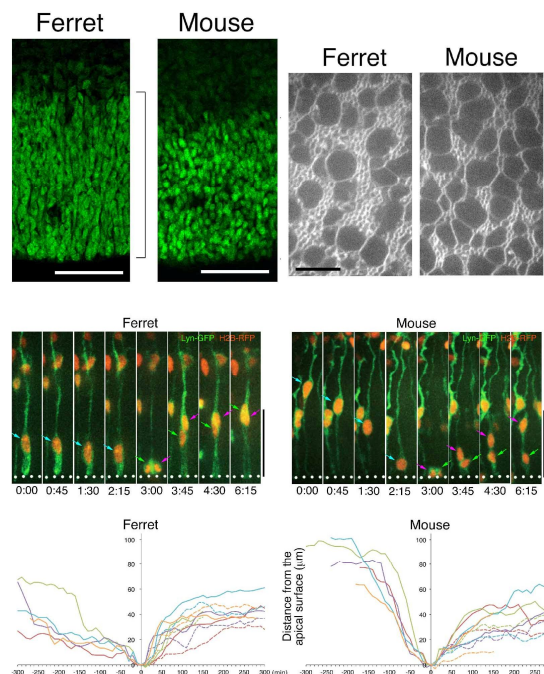 Ferret Mouse
Ferret Mouse
Ferret Mouse
Lyn-GFP H2B-RFP Lyn-GFP H2B-RFP
0:00 0:45 1:30 2:15 3:00 3:45 4:30 6:15 0:00 0:45 1:30 2:15 3:00 3:45 4:30 6:15
Ferret Mouse
Distance from the
apical surface (μm)
100 100
80 80
60 60
40 40
20 20
0 0
-300 -250 -200 -150 -100 -50 0 50 100 150 200 250 300 (min) -300 -250 -200 -150 -100 -50 0 50 100 150 200 250